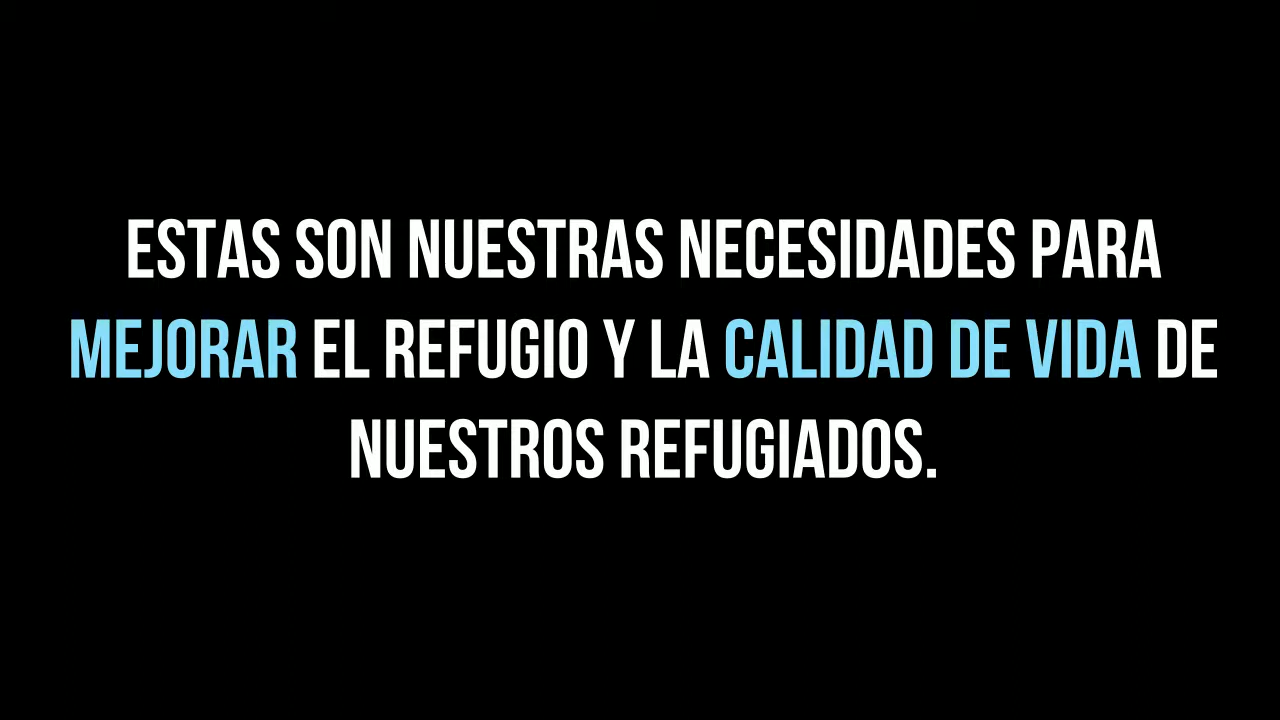 ESTAS SON NUESTRAS NECESIDADES PARA
MEJORAR EL REFUGIO Y LA CALIDAD DE VIDA DE
NUESTROS REFUGIADOS.